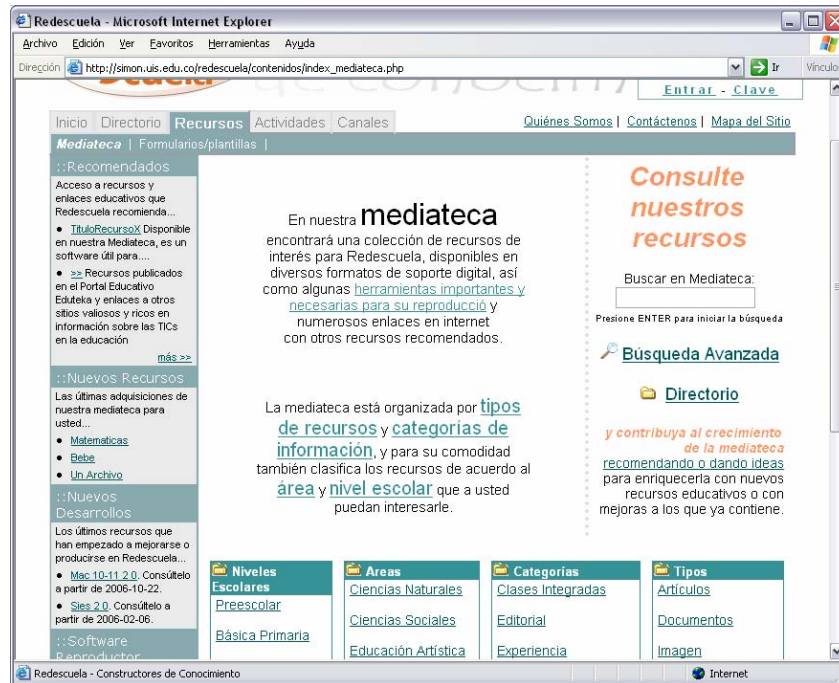 Redescuela - Microsoft Internet Explorer
Archivo Edición Ver Favoritos Herramientas Ayuda
Dirección http://simon.uis.edu.co/redescuela/contenidos/index_mediateca.php Ir Vínculos
Entrar - Clave
Inicio Directorio Recursos Actividades Canales
Quiénes Somos | Contáctenos | Mapa del Sitio
Mediateca | Formularios/plantillas |
::Recomendados
Acceso a recursos y
enlaces educativos que
Redescuela recomienda...
• TituloRecursoX Disponible
en nuestra Mediateca, es un
software útil para....
• >> Recursos publicados
en el Portal Educativo
Eduteka y enlaces a otros
sitios valiosos y ricos en
información sobre las TICs
en la educación
más >>
::Nuevos Recursos
Las últimas adquisiciones de
nuestra mediateca para
usted...
• Matematicas
• Bebe
• Un Archivo
::Nuevos
Desarrollos
Los últimos recursos que
han empezado a mejorarse o
producirse en Redescuela...
• Mac 10-11 2 0. Consúltelo
a partir de 2006-10-22.
• Sies 2 0. Consúltelo a
partir de 2006-02-06.
::Software
Reproductor
En nuestra mediateca
encontrará una colección de recursos de
interés para Redescuela, disponibles en
diversos formatos de soporte digital, así
como algunas herramientas importantes y
necesarias para su reproducció y
numerosos enlaces en internet
con otros recursos recomendados.
La mediateca está organizada por tipos
de recursos y categorías de
información, y para su comodidad
también clasifica los recursos de acuerdo al
área y nivel escolar que a usted
puedan interesarle.
Consulte
nuestros
recursos
Buscar en Mediateca:
Presione ENTER para iniciar la búsqueda
Búsqueda Avanzada
Directorio
y contribuya al crecimiento
de la mediateca
recomendando o dando ideas
para enriquecerla con nuevos
recursos educativos o con
mejoras a los que ya contiene.
Niveles
Escolares
Preescolar
Básica Primaria
Areas
Ciencias Naturales
Ciencias Sociales
Educación Artística
Categorías
Clases Integradas
Editorial
Experiencia
Tipos
Artículos
Documentos
Imagen
Redescuela - Constructores de Conocimiento
Internet